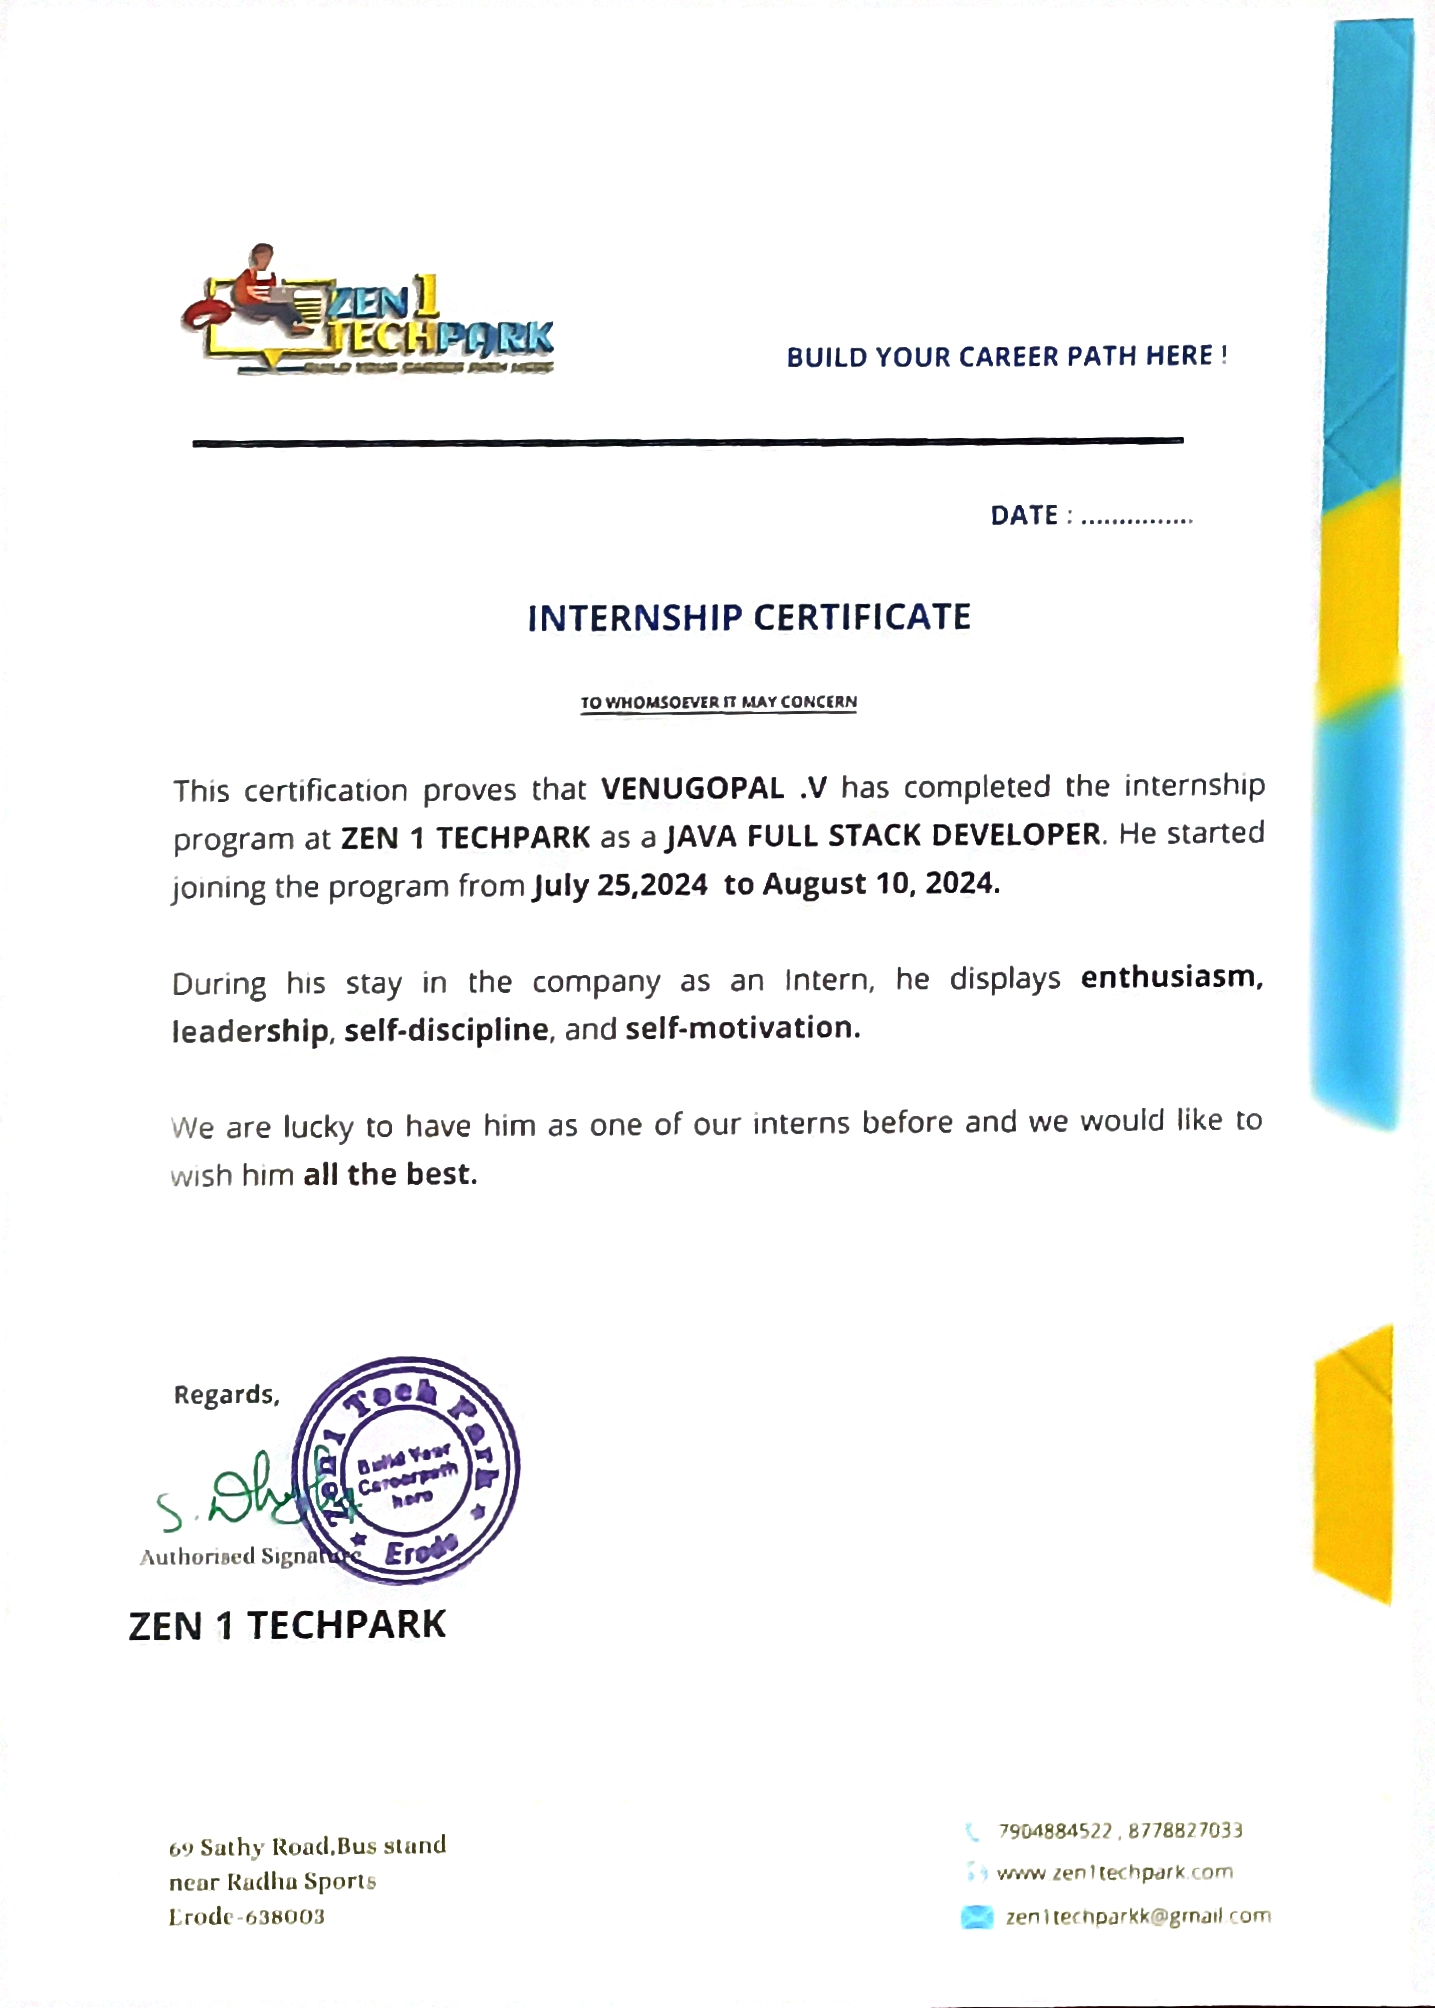 ZEN 1
TECHPARK
BUILD YOUR CAREER PATH HERE
BUILD YOUR CAREER PATH HERE !
DATE : ...............
INTERNSHIP CERTIFICATE
TO WHOMSOEVER IT MAY CONCERN
This certification proves that VENUGOPAL .V has completed the internship
program at ZEN 1 TECHPARK as a JAVA FULL STACK DEVELOPER. He started
joining the program from July 25,2024 to August 10, 2024.
During his stay in the company as an Intern, he displays enthusiasm,
leadership, self-discipline, and self-motivation.
We are lucky to have him as one of our interns before and we would like to
wish him all the best.
Regards,
Zen1 Tech Park
Build Your
Careerpath
here
Erode
S.
Authorised Signature
ZEN 1 TECHPARK
69 Sathy Road,Bus stand
near Radha Sports
Erode-638003
7904884522 , 8778827033
www zen1techpark.com
zen1techparkk@gmail.com